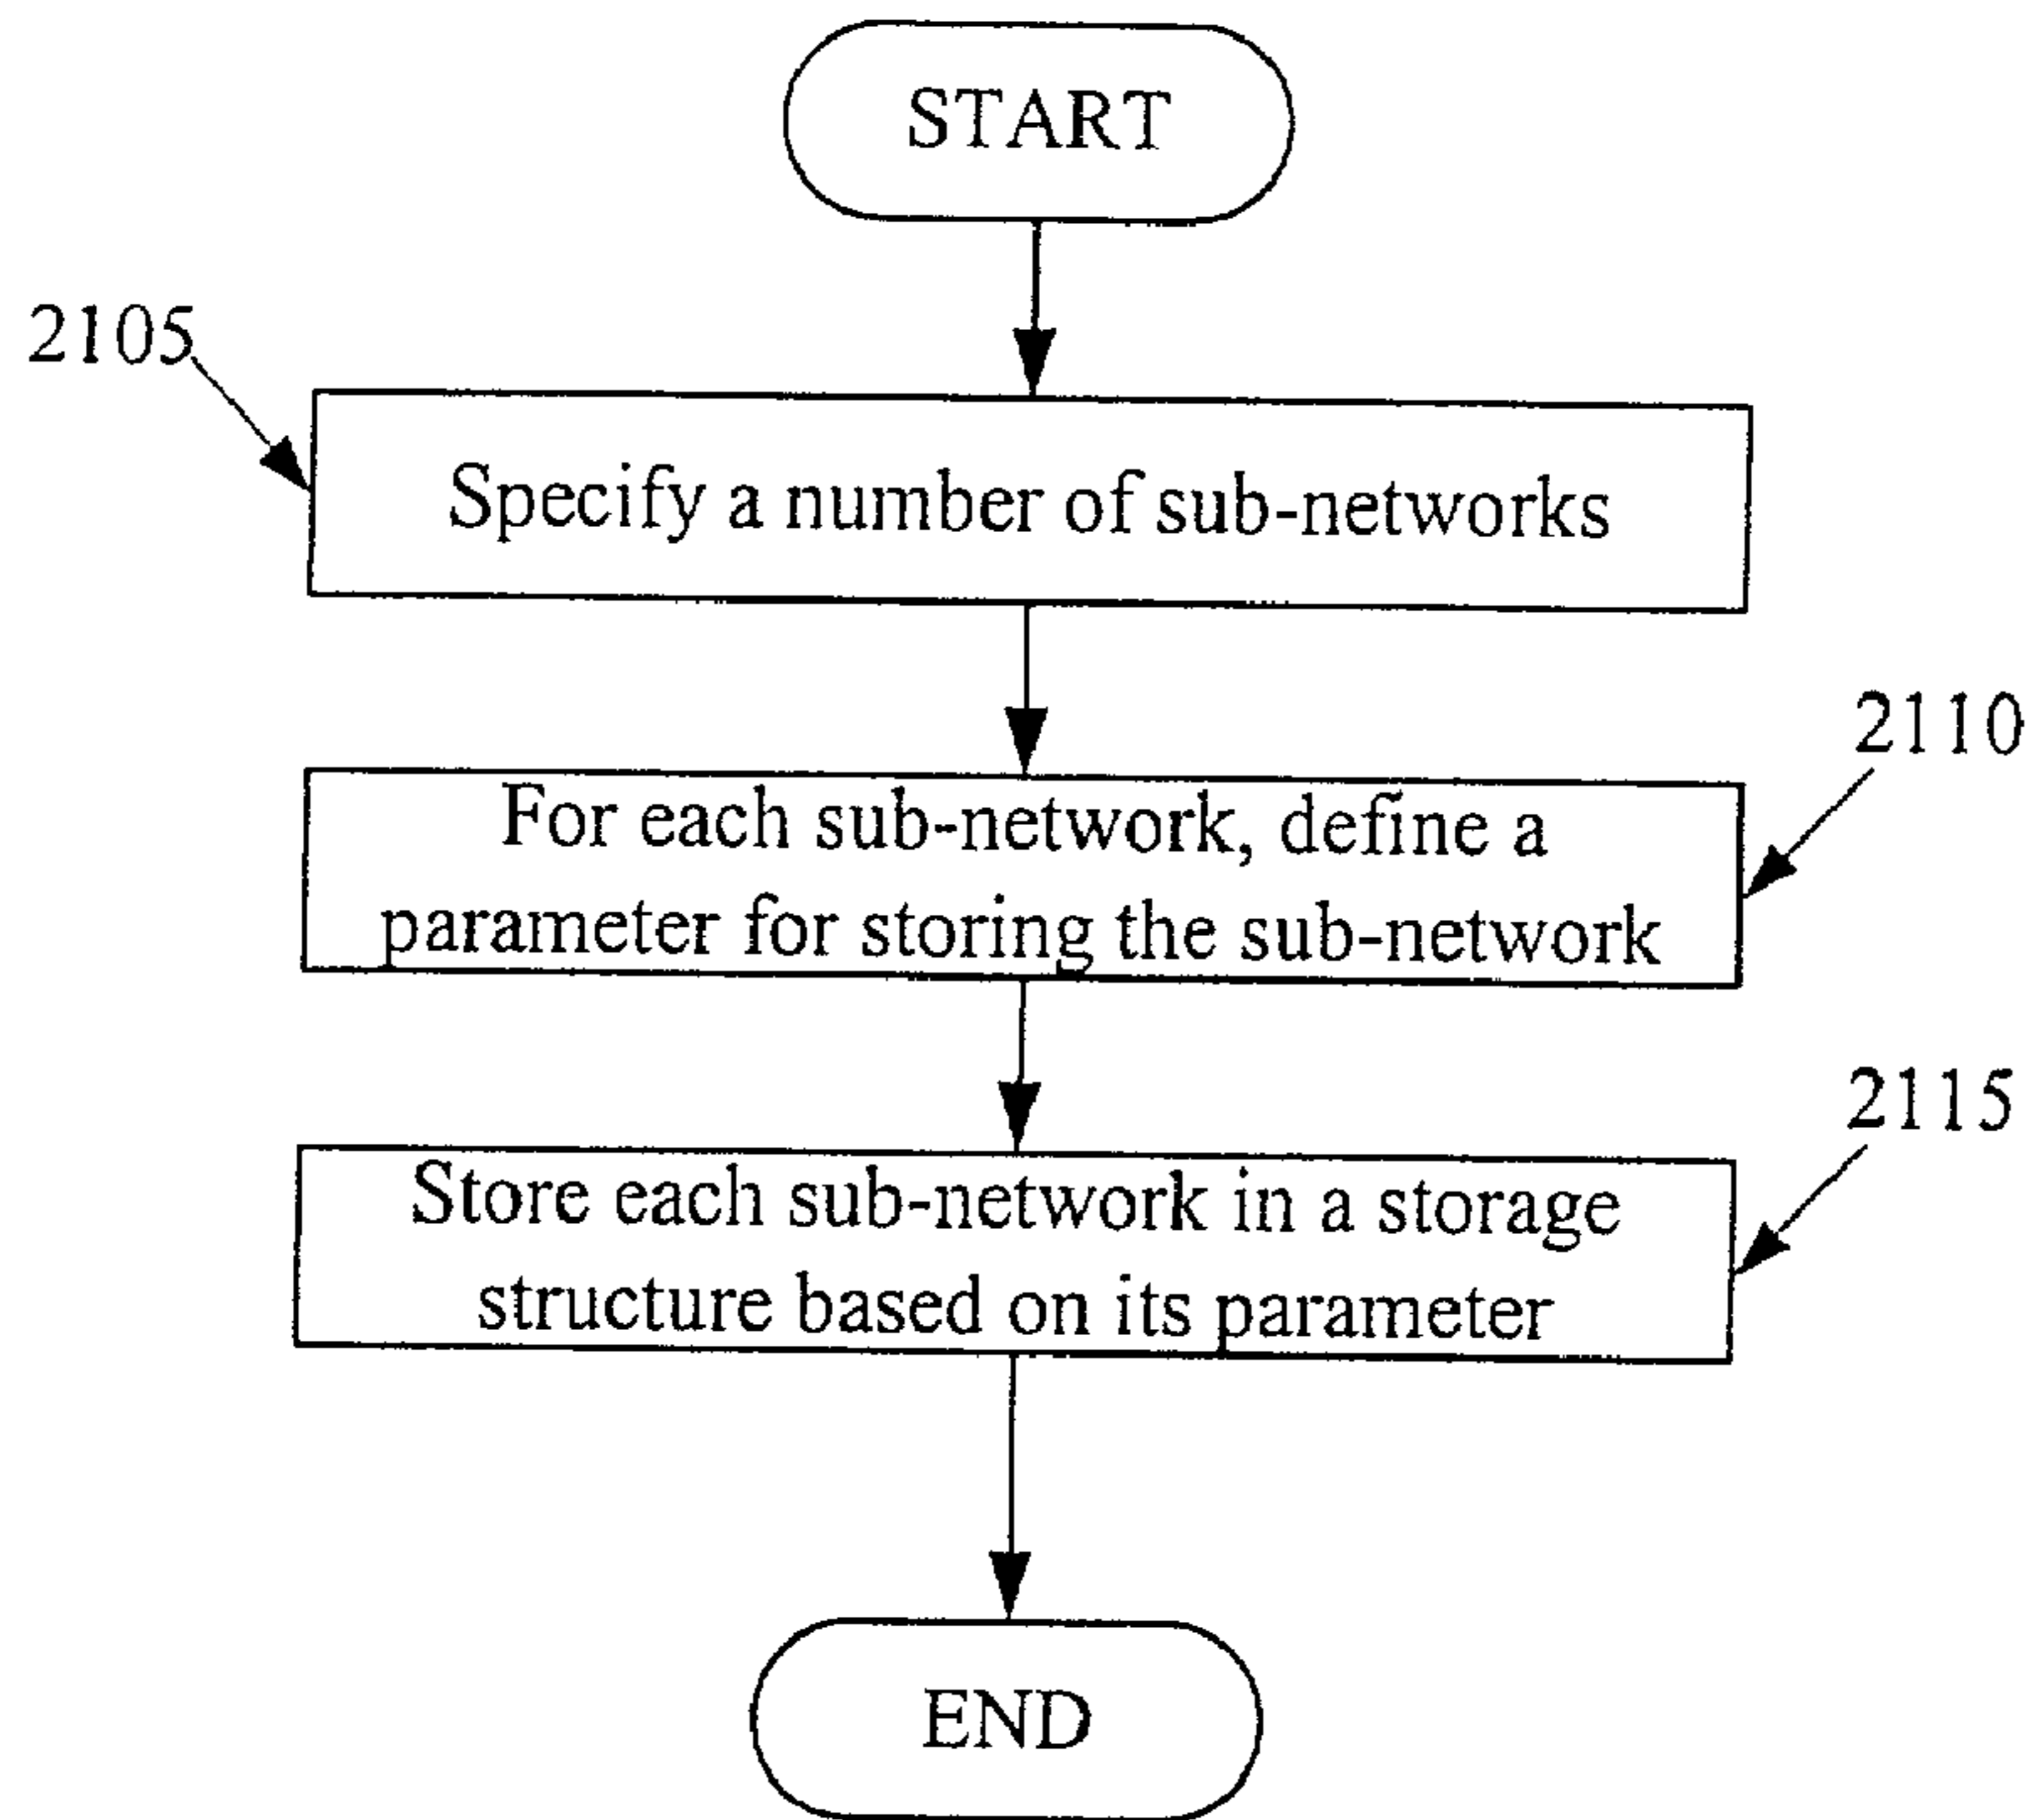 START
2105
Specify a number of sub-networks
2110
For each sub-network, define a
parameter for storing the sub-network
2115
Store each sub-network in a storage
structure based on its parameter
END